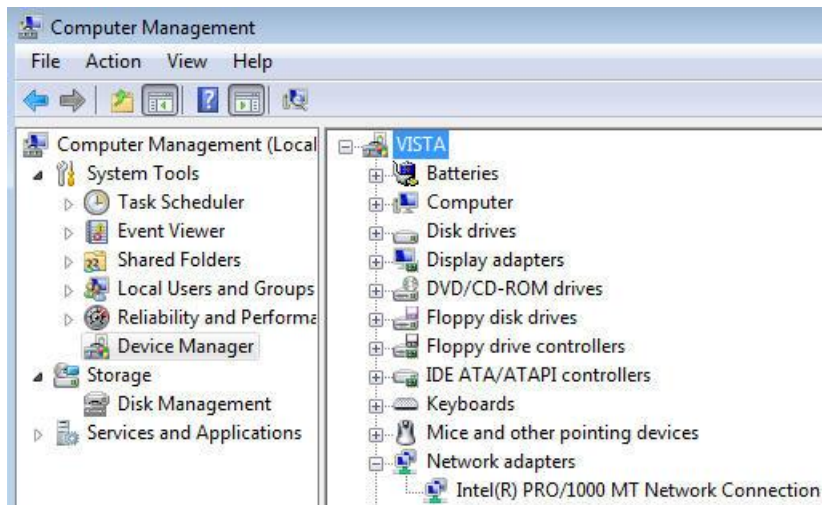 Computer Management
File Action View Help
Computer Management (Local
System Tools
Task Scheduler
Event Viewer
Shared Folders
Local Users and Groups
Reliability and Performa
Device Manager
Storage
Disk Management
Services and Applications
VISTA
Batteries
Computer
Disk drives
Display adapters
DVD/CD-ROM drives
Floppy disk drives
Floppy drive controllers
IDE ATA/ATAPI controllers
Keyboards
Mice and other pointing devices
Network adapters
Intel(R) PRO/1000 MT Network Connection